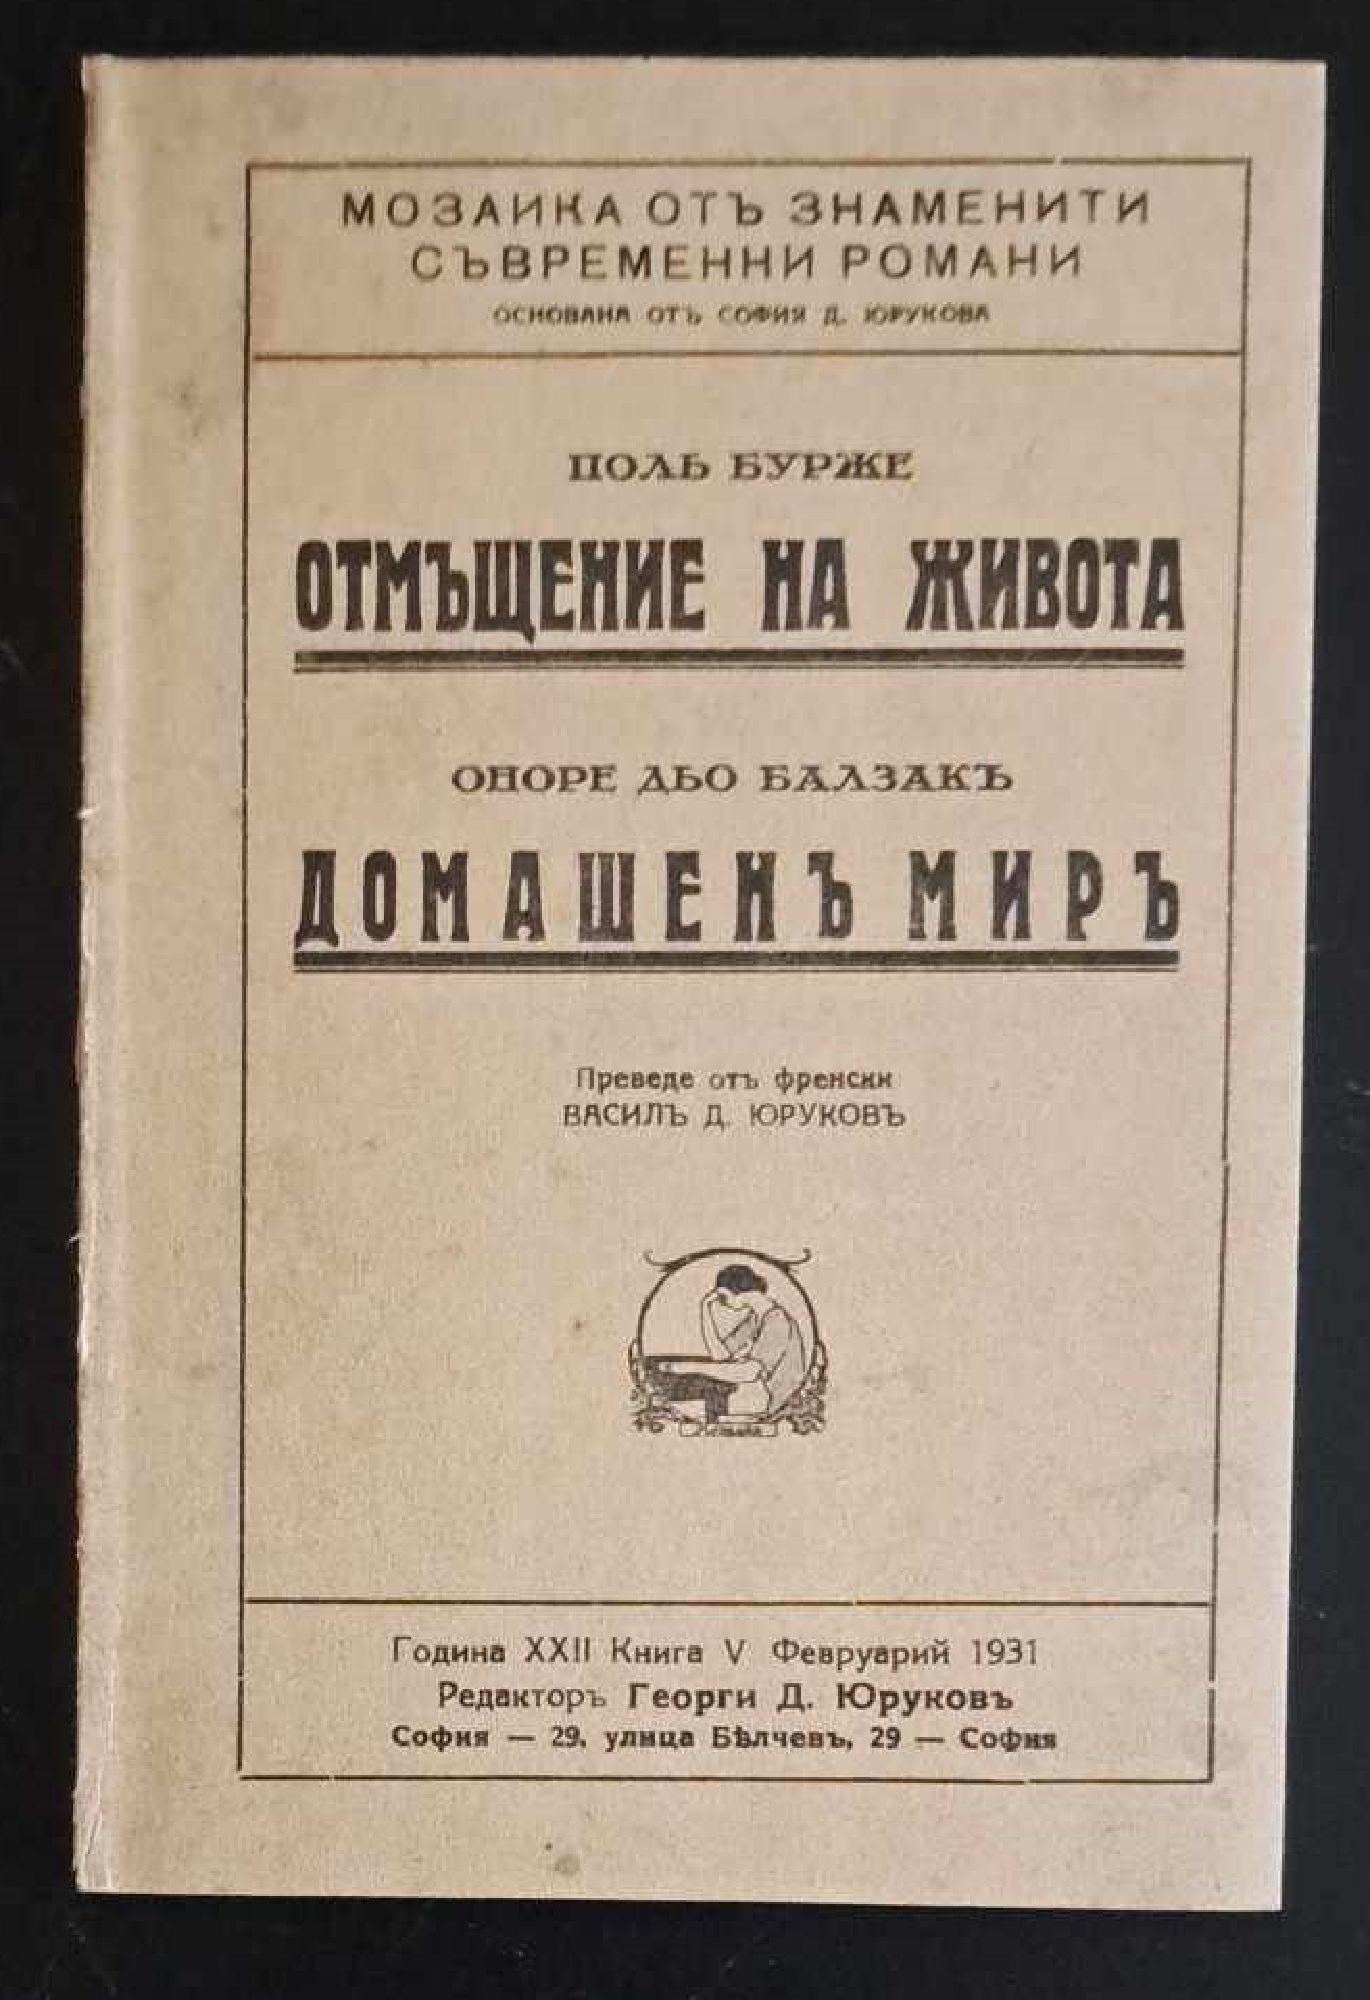 МОЗАИКА ОТЪ ЗНАМЕНИТИ
СЪВРЕМЕННИ РОМАНИ
ОСНОВАНА ОТЪ СОФИЯ Д. ЮРУКОВА
ПОЛЬ БУРЖЕ
ОТМЪЩЕНИЕ НА ЖИВОТА
ОНОРЕ ДЬО БАЛЗАКЪ
ДОМАШЕНЪ МИРЪ
Преведе отъ френски
ВАСИЛЪ Д. ЮРУКОВЪ
Година XXII Книга V Февруарий 1931
Редакторъ Георги Д. Юруковъ
София — 29, улица Бѣлчевъ, 29 — София